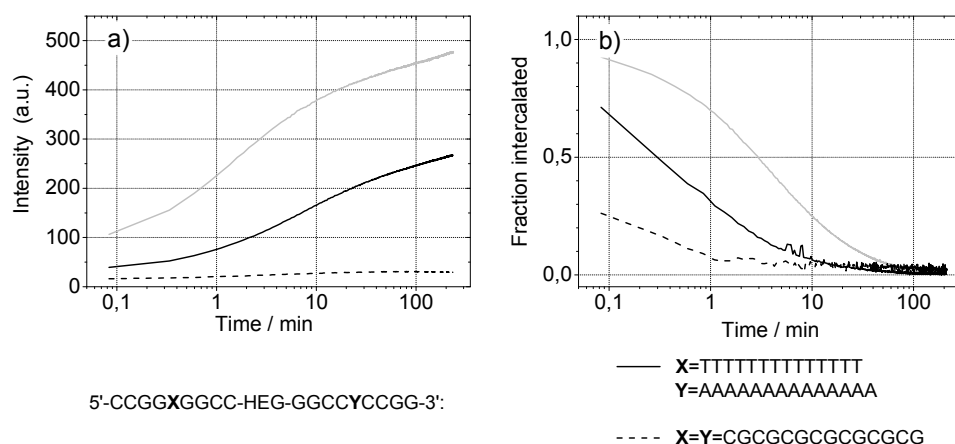 a)
500
400
300
200
100
0
Intensity (a.u.)
0,1
1
10
100
Time / min
b)
1,0
0,5
0,0
Fraction intercalated
0,1
1
10
100
Time / min
5'-CCGGXGGCC-HEG-GGCCYCCGG-3':
X=TTTTTTTTTTTTTT
Y=AAAAAAAAAAAAAA
X=Y=CGCGCGCGCGCGCG